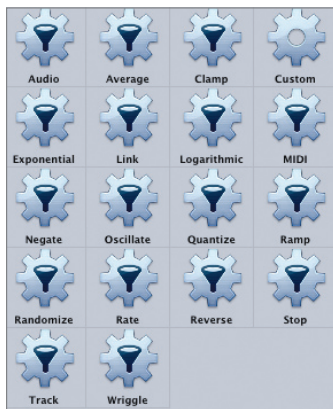 Audio Average Clamp Custom
Exponential Link Logarithmic MIDI
Negate Oscillate Quantize Ramp
Randomize Rate Reverse Stop
Track Wriggle